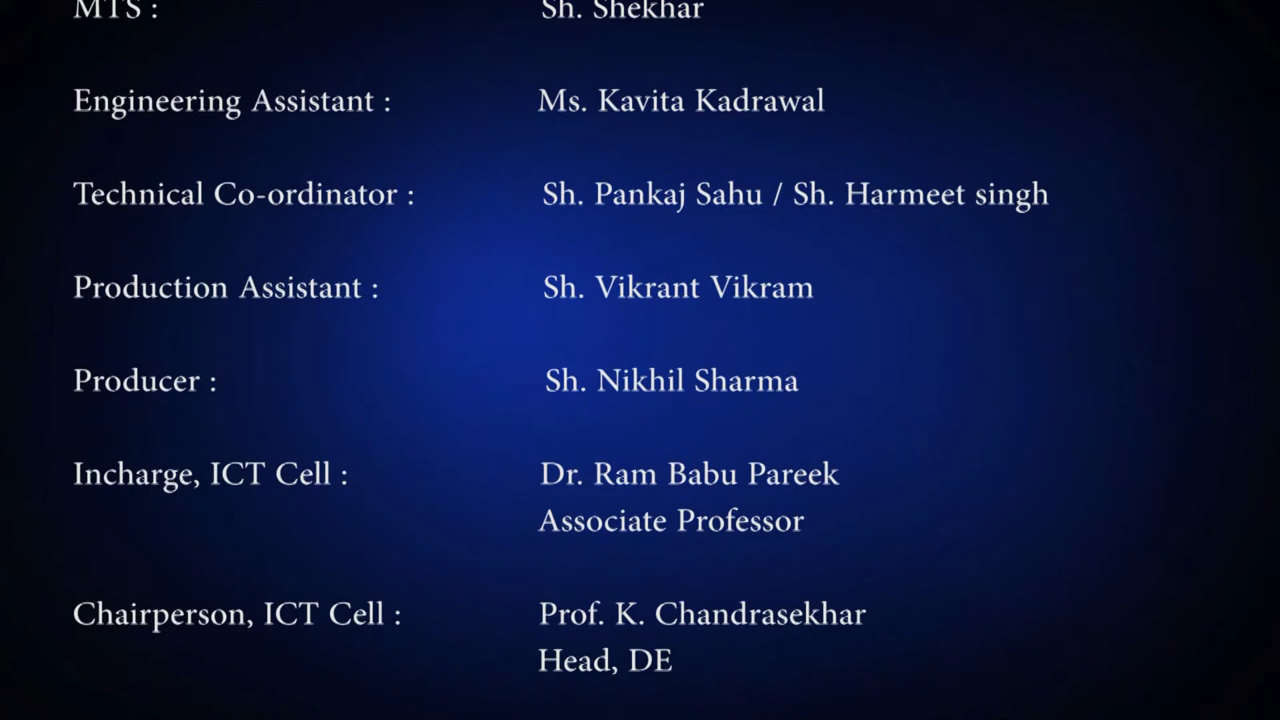 MTS : Sh. Shekhar
Engineering Assistant : Ms. Kavita Kadrawal
Technical Co-ordinator : Sh. Pankaj Sahu / Sh. Harmeet singh
Production Assistant : Sh. Vikrant Vikram
Producer : Sh. Nikhil Sharma
Incharge, ICT Cell : Dr. Ram Babu Pareek
Associate Professor
Chairperson, ICT Cell : Prof. K. Chandrasekhar
Head, DE